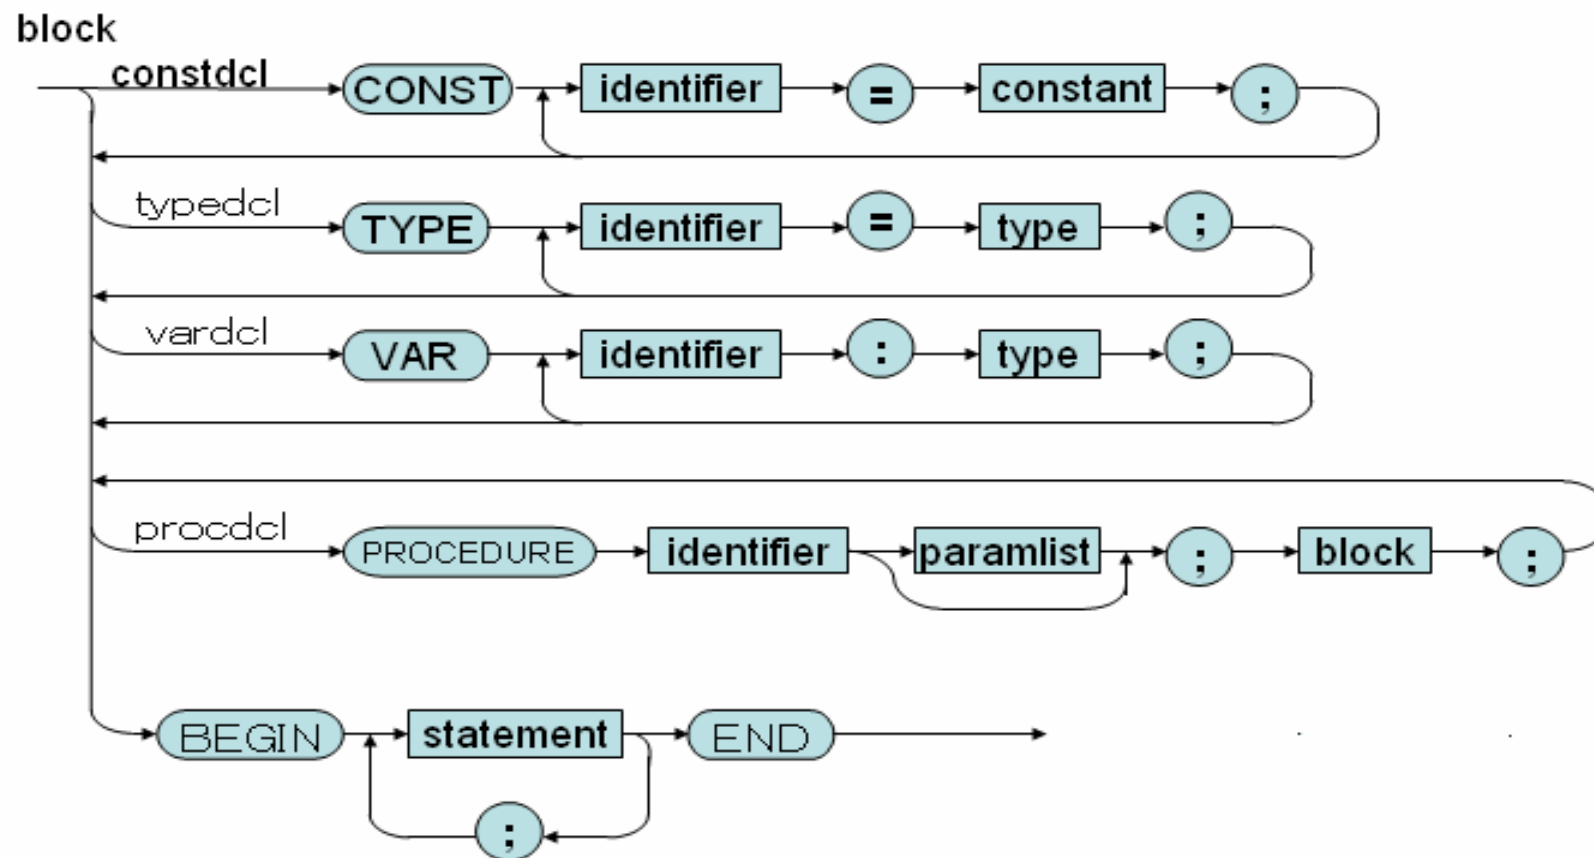 block
constdcl
CONST identifier = constant ;
typedcl
TYPE identifier = type ;
vardcl
VAR identifier : type ;
procdcl
PROCEDURE identifier paramlist ; block ;
BEGIN statement END
;